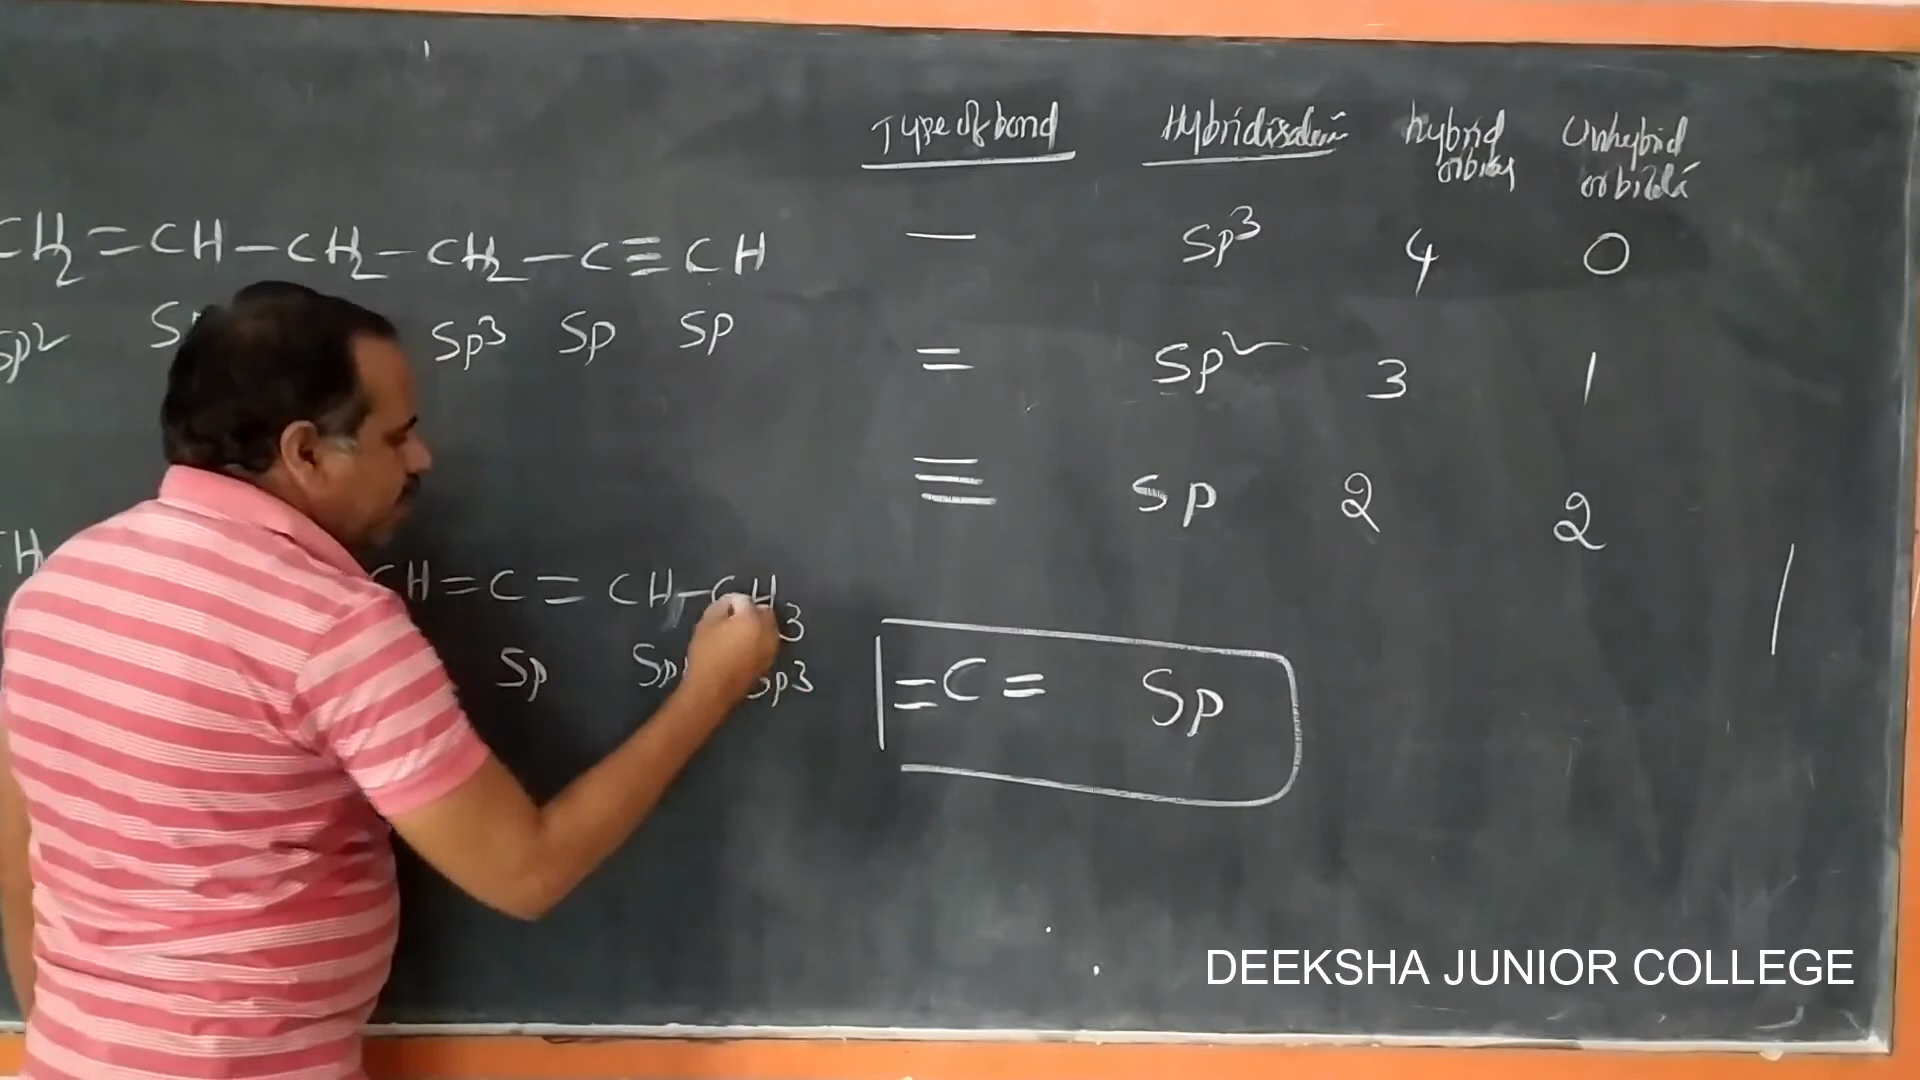 Type of bond Hybridisation hybrid Unhybrid
orbitals orbitals
CH2=CH-CH2-CH2-C≡CH
Sp2 Sp3 Sp Sp
- Sp3 4 0
= Sp2 3 1
≡ Sp 2 2
CH=C=CH-CH3
Sp Sp3
=C= Sp
DEEKSHA JUNIOR COLLEGE